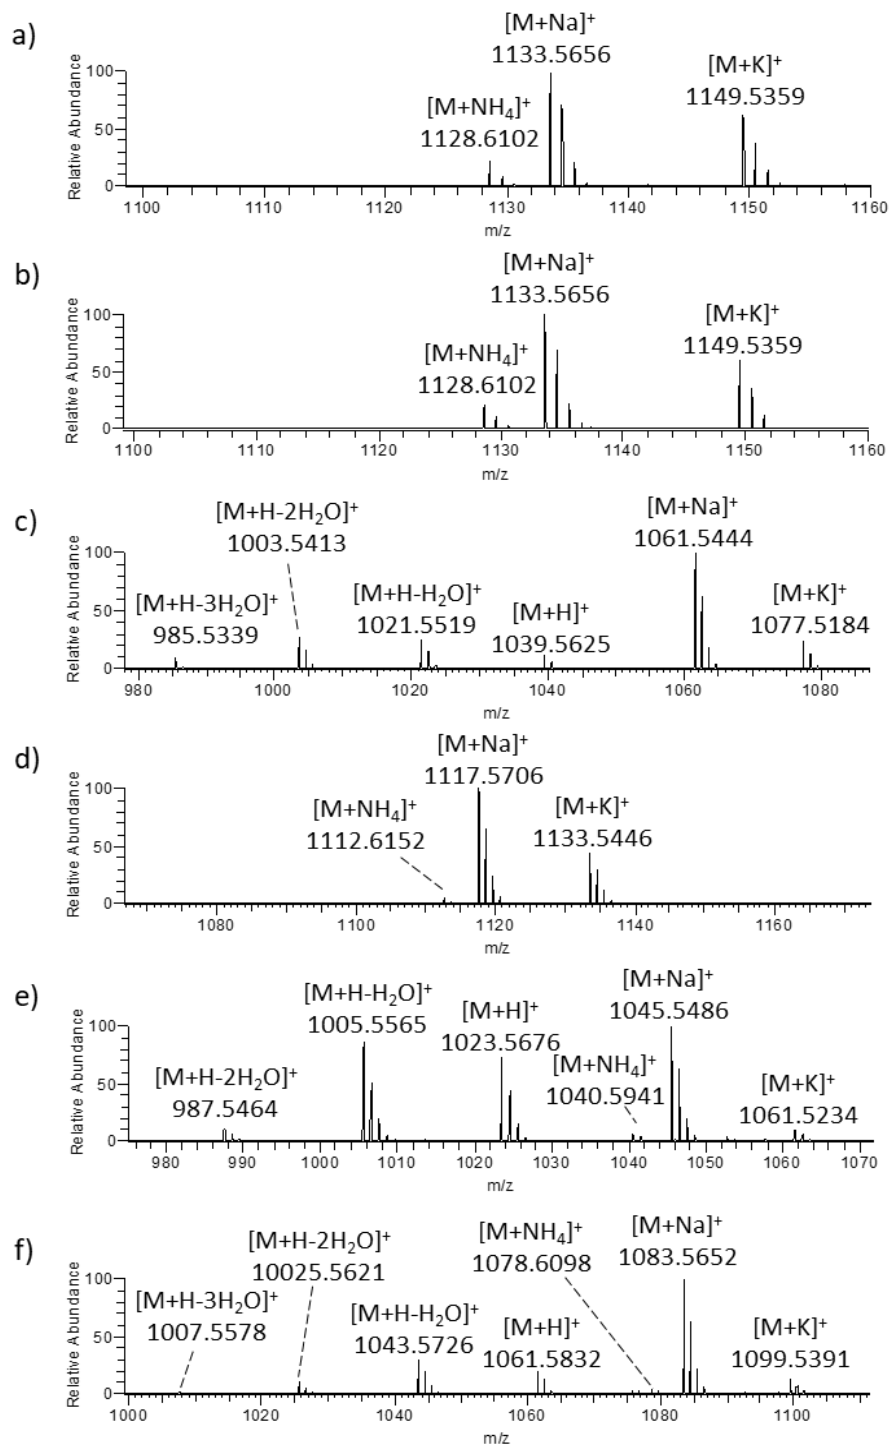 a)
[M+Na]⁺
1133.5656
[M+K]⁺
1149.5359
[M+NH₄]⁺
1128.6102
Relative Abundance
100
50
0
1100 1110 1120 1130 1140 1150 1160
m/z
b)
[M+Na]⁺
1133.5656
[M+K]⁺
1149.5359
[M+NH₄]⁺
1128.6102
Relative Abundance
100
50
0
1100 1110 1120 1130 1140 1150 1160
m/z
c)
[M+H-2H₂O]⁺
1003.5413
[M+Na]⁺
1061.5444
[M+H-3H₂O]⁺
985.5339
[M+H-H₂O]⁺
1021.5519
[M+H]⁺
1039.5625
[M+K]⁺
1077.5184
Relative Abundance
100
50
0
980 1000 1020 1040 1060 1080
m/z
d)
[M+Na]⁺
1117.5706
[M+NH₄]⁺
1112.6152
[M+K]⁺
1133.5446
Relative Abundance
100
50
0
1080 1100 1120 1140 1160
m/z
e)
[M+H-H₂O]⁺
1005.5565
[M+H]⁺
1023.5676
[M+Na]⁺
1045.5486
[M+H-2H₂O]⁺
987.5464
[M+NH₄]⁺
1040.5941
[M+K]⁺
1061.5234
Relative Abundance
100
50
0
980 990 1000 1010 1020 1030 1040 1050 1060 1070
m/z
f)
[M+H-2H₂O]⁺
10025.5621
[M+NH₄]⁺
1078.6098
[M+Na]⁺
1083.5652
[M+H-3H₂O]⁺
1007.5578
[M+H-H₂O]⁺
1043.5726
[M+H]⁺
1061.5832
[M+K]⁺
1099.5391
Relative Abundance
100
50
0
1000 1020 1040 1060 1080 1100
m/z